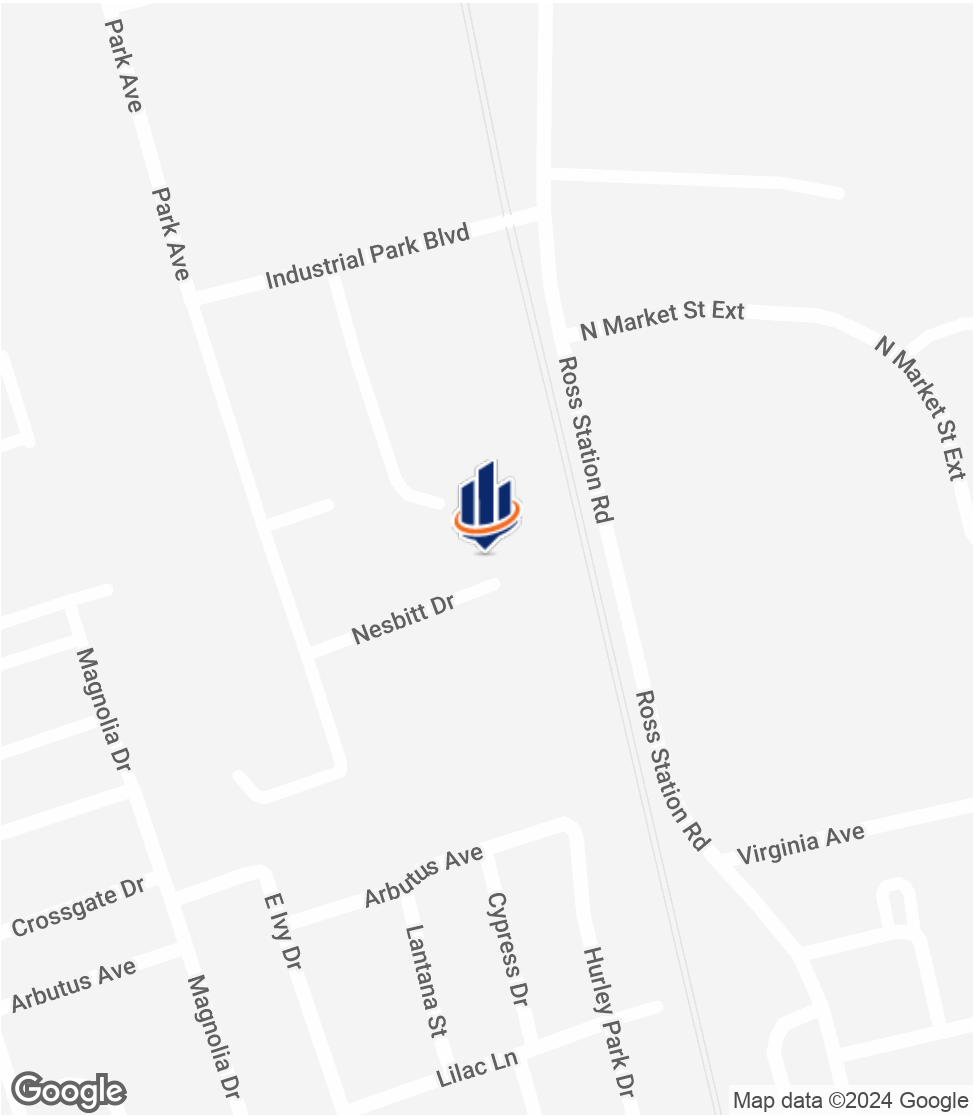 Park Ave
Park Ave
Industrial Park Blvd
N Market St Ext
N Market St Ext
Ross Station Rd
Nesbitt Dr
Magnolia Dr
Ross Station Rd
Virginia Ave
Arbutus Ave
Crossgate Dr
E Ivy Dr
Cypress Dr
Lantana St
Hurley Park Dr
Arbutus Ave
Magnolia Dr
Lilac Ln
Google
Map data ©2024 Google